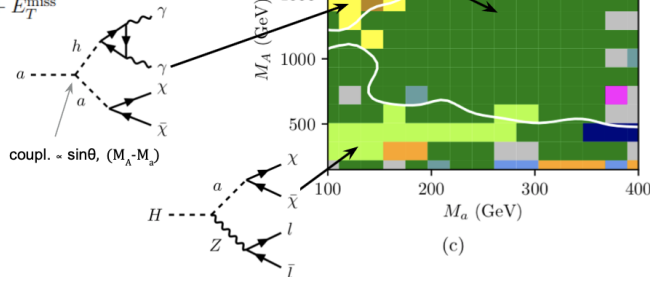 - E_T^miss
γ
h
γ
a
χ
a
χ̄
coupl. ∝ sinθ, (M_A-M_a)
M_A (GeV)
1000
500
100
200
300
400
M_a (GeV)
(c)
χ
a
χ̄
H
l
Z
l̄